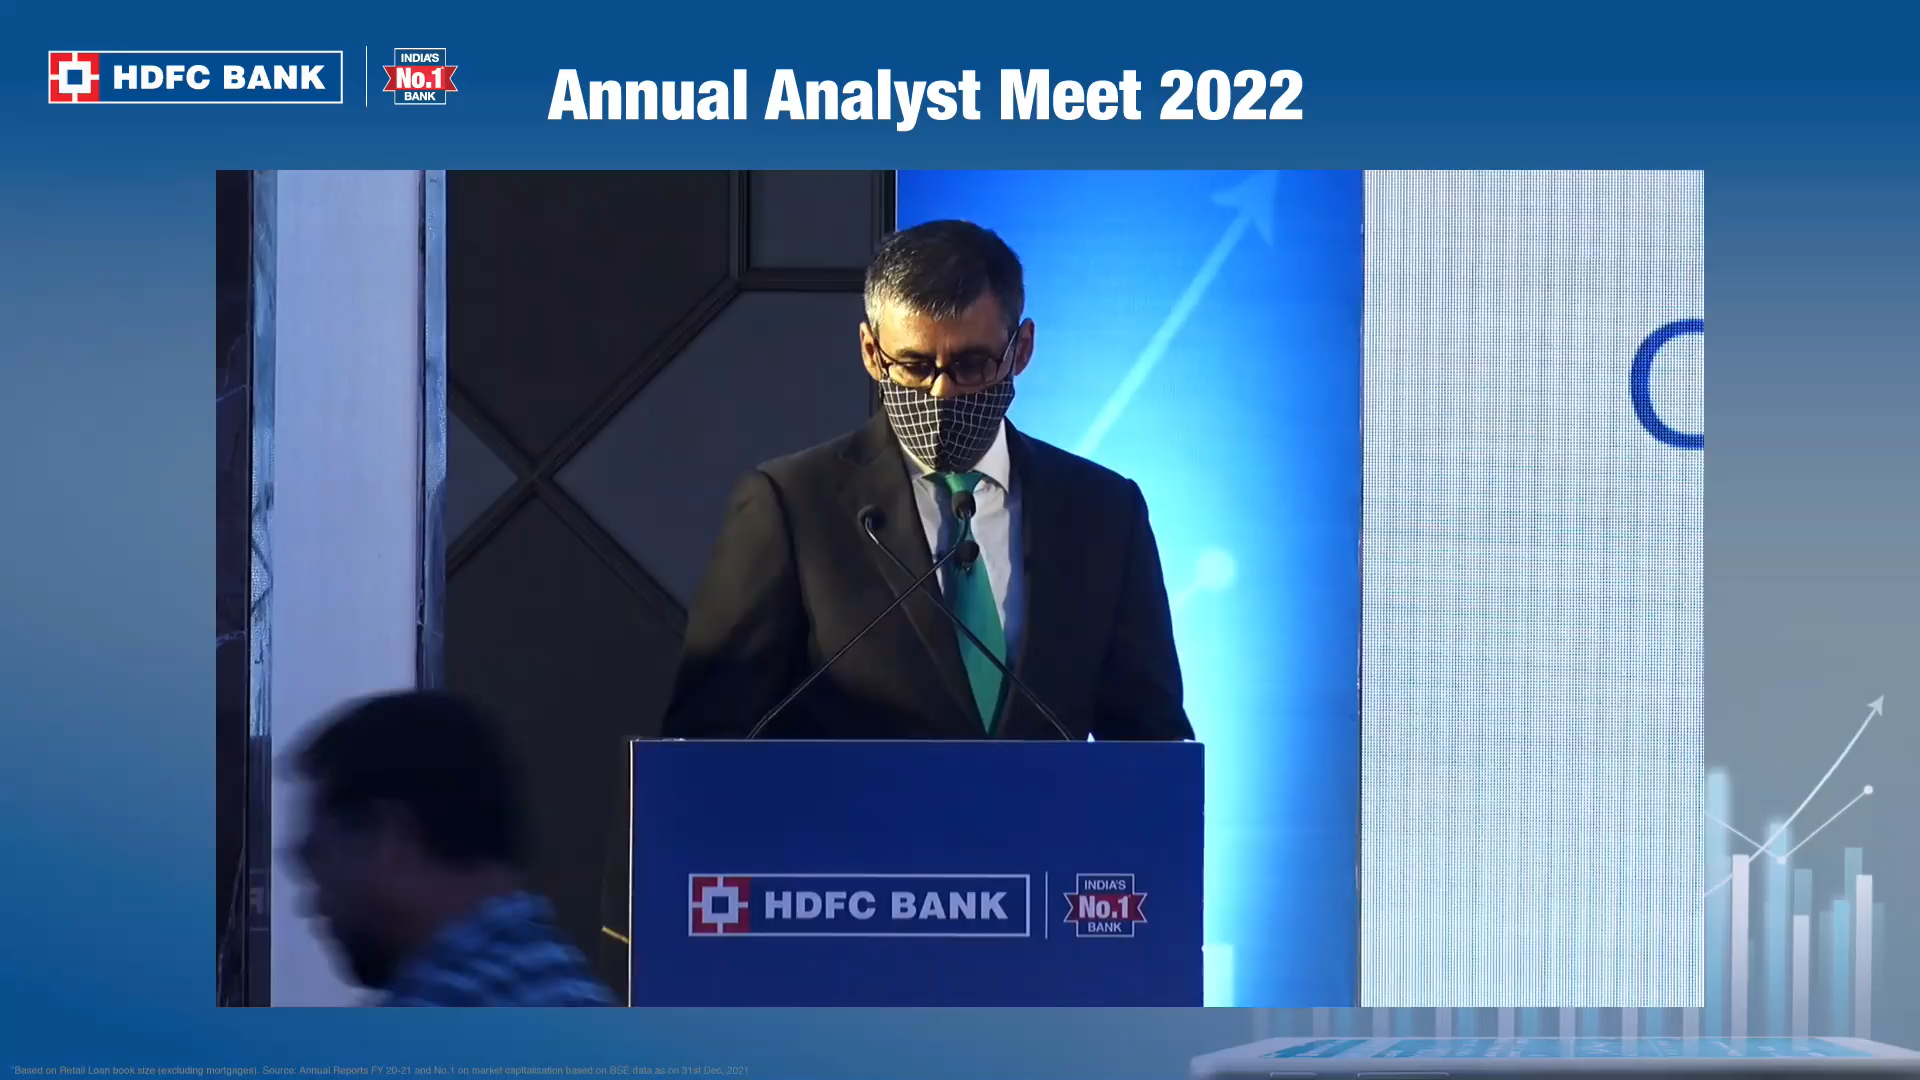 HDFC BANK
INDIA'S
No.1*
BANK
Annual Analyst Meet 2022
HDFC BANK
INDIA'S
No.1*
BANK
*Based on Retail Loan book size (excluding mortgages). Source: Annual Reports FY 20-21 and No.1 on market capitalisation based on BSE data as on 31st Dec, 2021